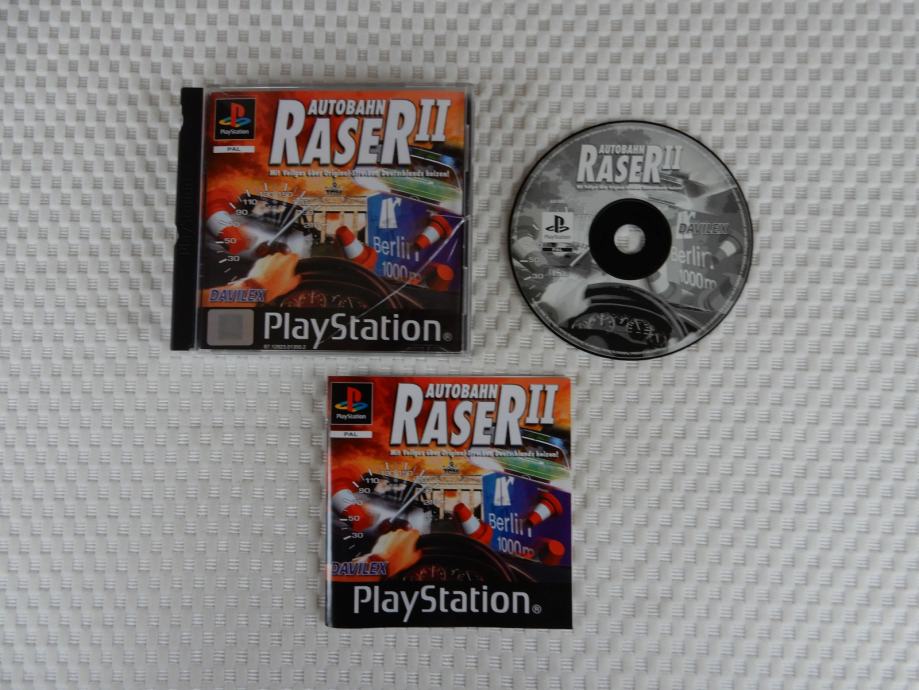 PlayStation
PAL
AUTOBAHN
RASER II
Mit Vollgas über Original-Strecken Deutschlands heizen!
110
90
50
30
Berlin
1000m
DAVILEX
PlayStation®
AUTOBAHN
RASER II
PlayStation
DAVILEX
Berlin
1000m
PlayStation
PAL
AUTOBAHN
RASER II
Mit Vollgas über Original-Strecken Deutschlands heizen!
110
90
50
30
Berlin
1000m
DAVILEX
PlayStation®